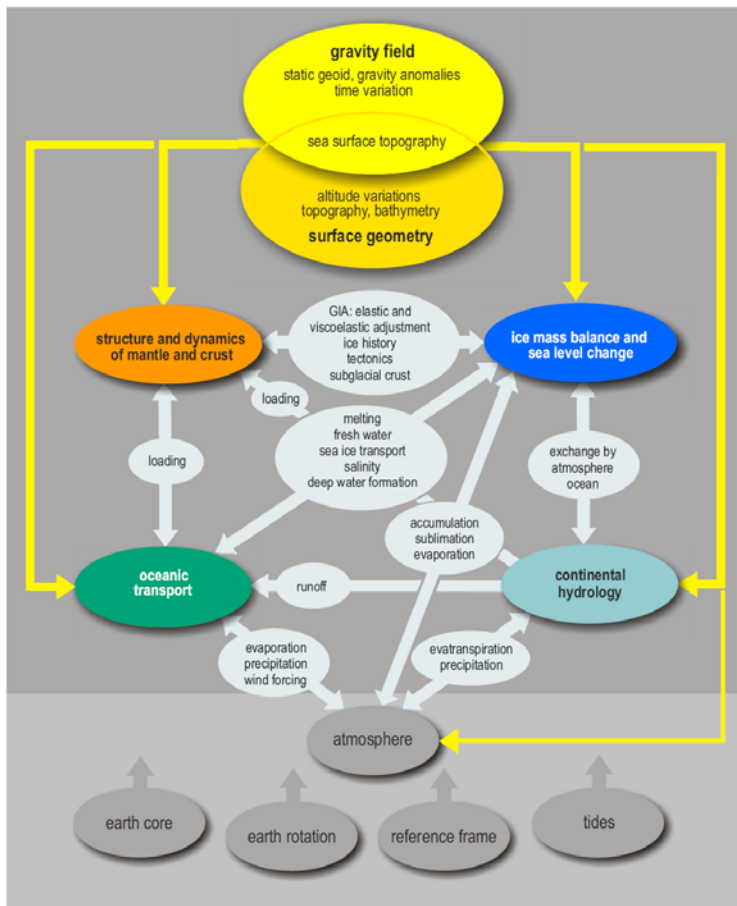 gravity field
static geoid, gravity anomalies
time variation
sea surface topography
altitude variations
topography, bathymetry
surface geometry
structure and dynamics
of mantle and crust
GIA: elastic and
viscoelastic adjustment
ice history
tectonics
subglacial crust
ice mass balance and
sea level change
loading
melting
fresh water
sea ice transport
salinity
deep water formation
loading
exchange by
atmosphere
ocean
accumulation
sublimation
evaporation
oceanic
transport
runoff
continental
hydrology
evaporation
precipitation
wind forcing
evatranspiration
precipitation
atmosphere
earth core
earth rotation
reference frame
tides